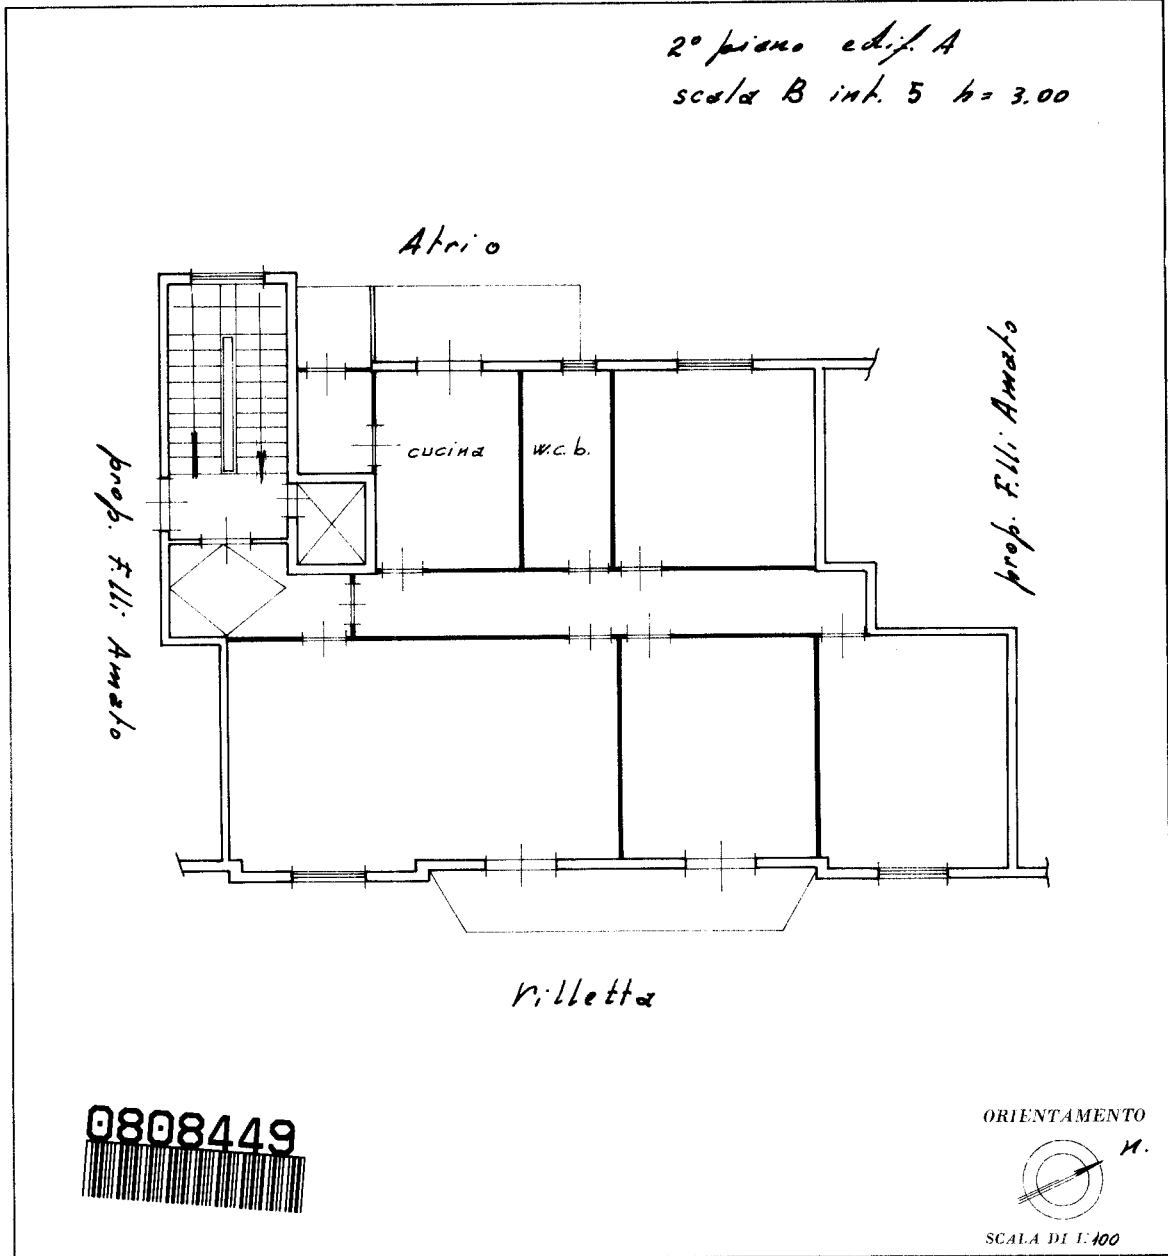 2° piano edif. A
scala B int. 5 h = 3.00
Atrio
prop. F.lli Amato
cucina
w.c.b.
prop. F.lli Amato
Villetta
0808449
ORIENTAMENTO
N.
SCALA DI 1:100